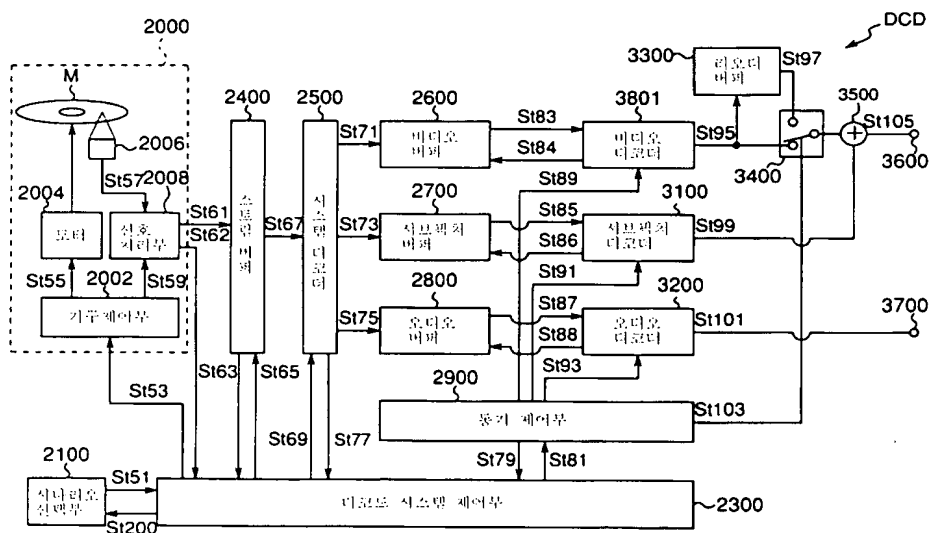 DCD
2000
M
2006
2004
St57
2008
모터
신호
처리부
St55
2002
St59
기구제어부
St61
St62
2400
스트림 버퍼
St67
2500
시스템 디코더
St71
2600
비디오
버퍼
St83
St84
3801
비디오
디코더
St95
3300
리오더
버퍼
St97
3400
3500
St105
3600
St73
2700
서브픽처
버퍼
St85
St86
St89
3100
서브픽처
디코더
St99
St91
St75
2800
오디오
버퍼
St87
St88
3200
오디오
디코더
St101
3700
St93
2900
동기 제어부
St103
St53
St63
St65
St69
St77
St79
St81
2100
시나리오
선택부
St51
St200
디코드 시스템 제어부
2300